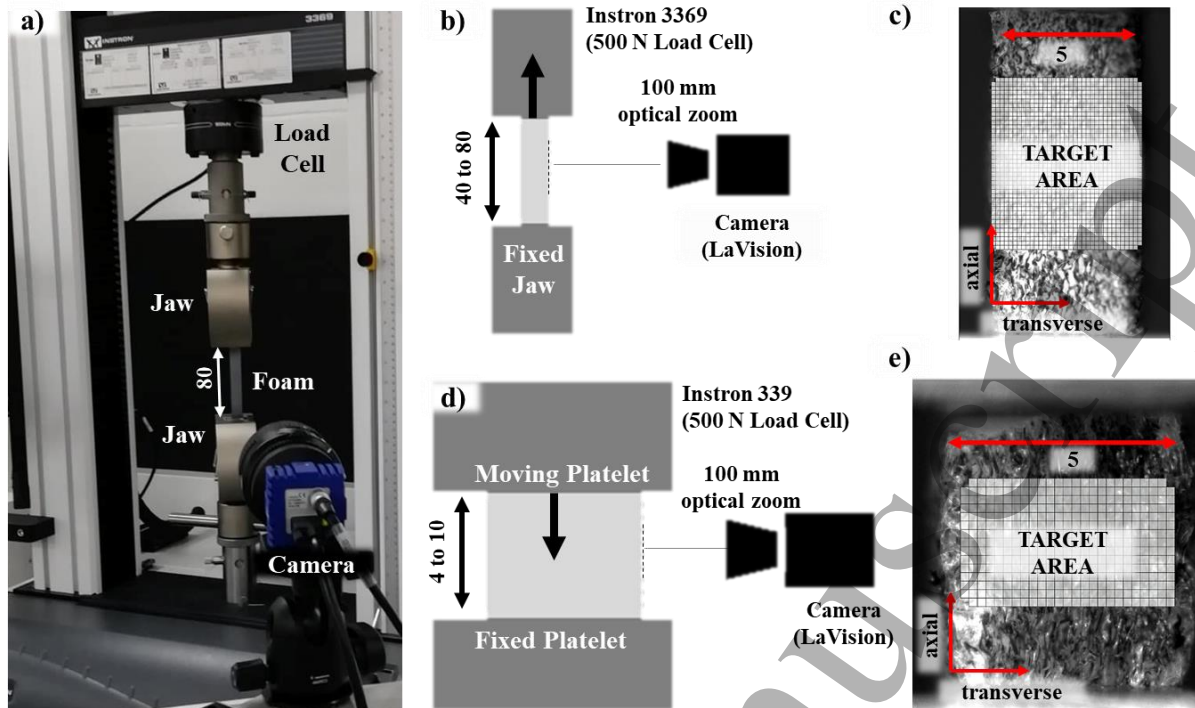 a)
3369
INSTRON
Load
Cell
Jaw
80
Foam
Jaw
Camera
b)
Instron 3369
(500 N Load Cell)
100 mm
optical zoom
40 to 80
Fixed
Jaw
Camera
(LaVision)
c)
5
TARGET
AREA
axial
transverse
d)
Instron 339
(500 N Load Cell)
Moving Platelet
100 mm
optical zoom
4 to 10
Fixed Platelet
Camera
(LaVision)
e)
5
TARGET
AREA
axial
transverse